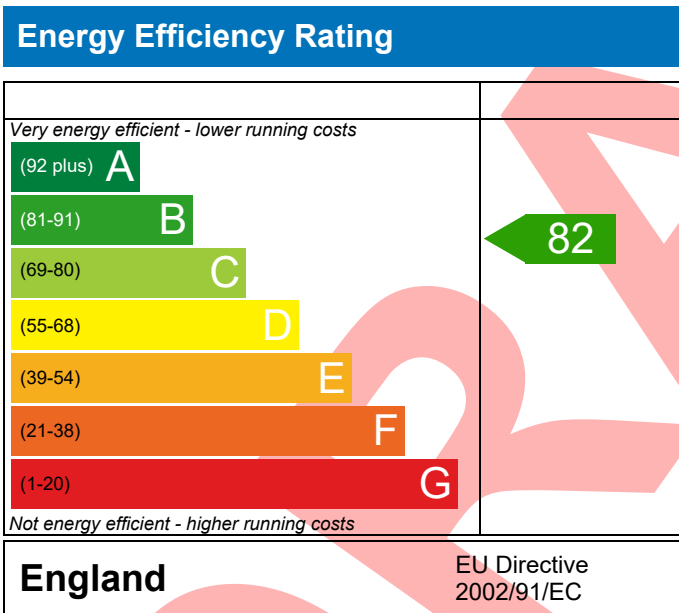 Energy Efficiency Rating
Very energy efficient - lower running costs
(92 plus) A
(81-91) B
82
(69-80) C
(55-68) D
(39-54) E
(21-38) F
(1-20) G
Not energy efficient - higher running costs
England
EU Directive
2002/91/EC